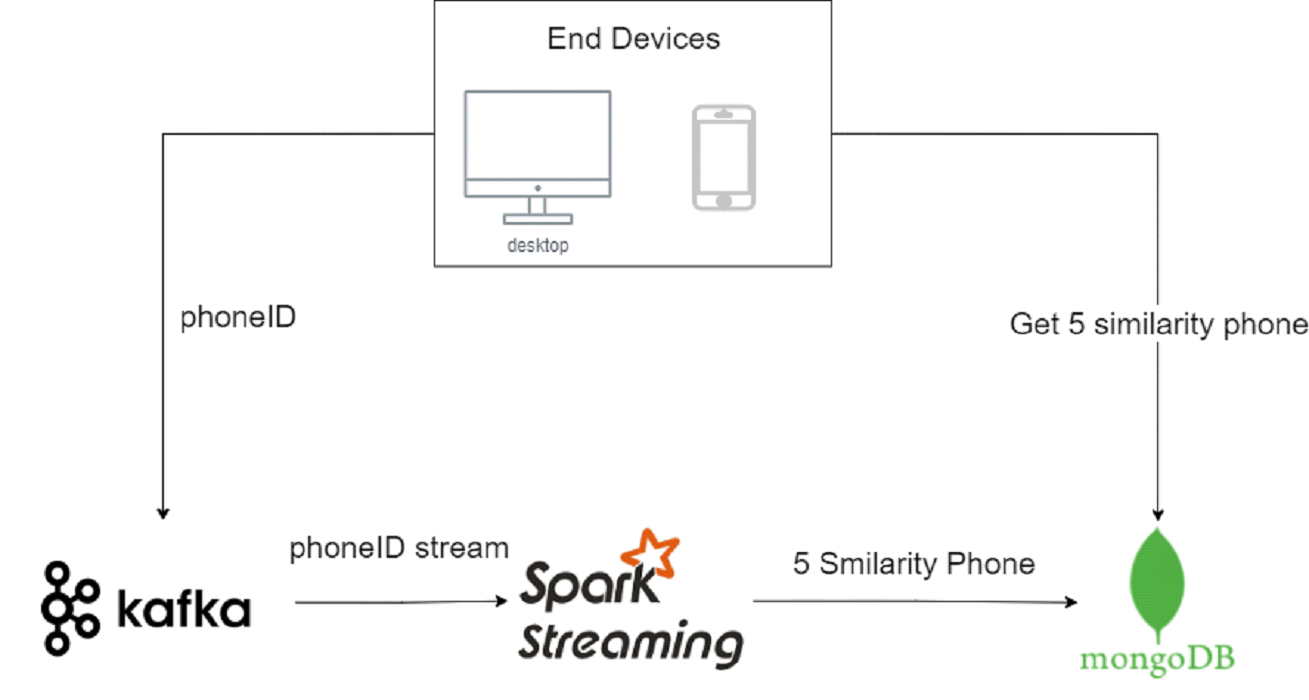 End Devices
desktop
phoneID
Get 5 similarity phone
phoneID stream
5 Smilarity Phone
kafka
Spark
Streaming
mongoDB